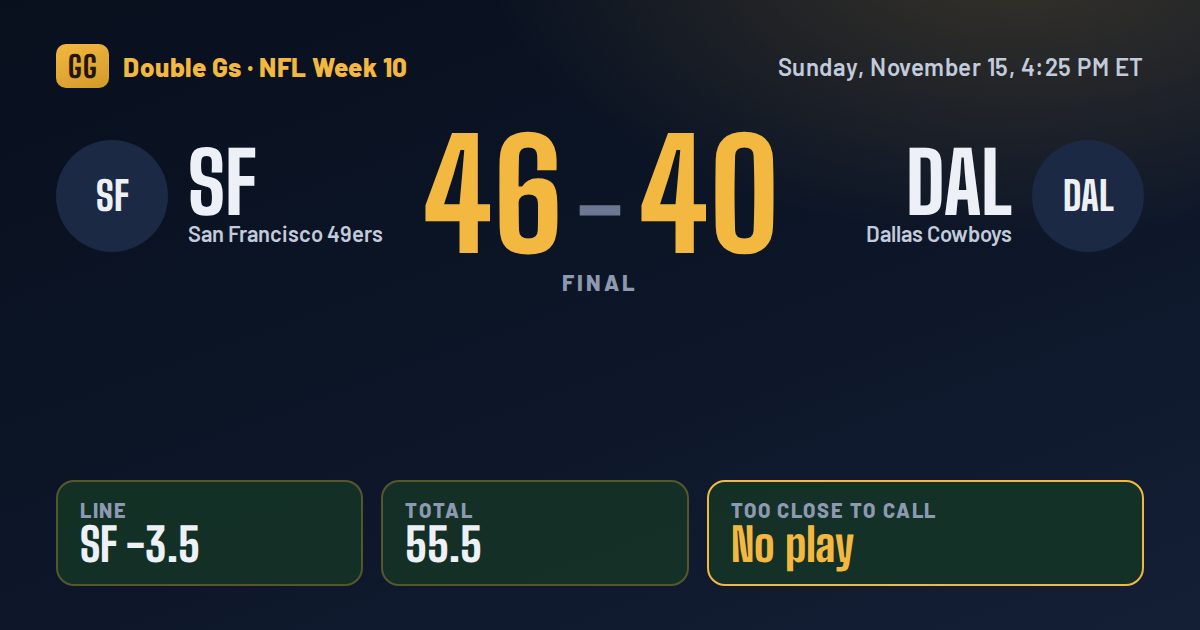 GG Double Gs · NFL Week 10
Sunday, November 15, 4:25 PM ET
SF
SF
San Francisco 49ers
46 – 40
FINAL
DAL
Dallas Cowboys
DAL
LINE
SF −3.5
TOTAL
55.5
TOO CLOSE TO CALL
No play